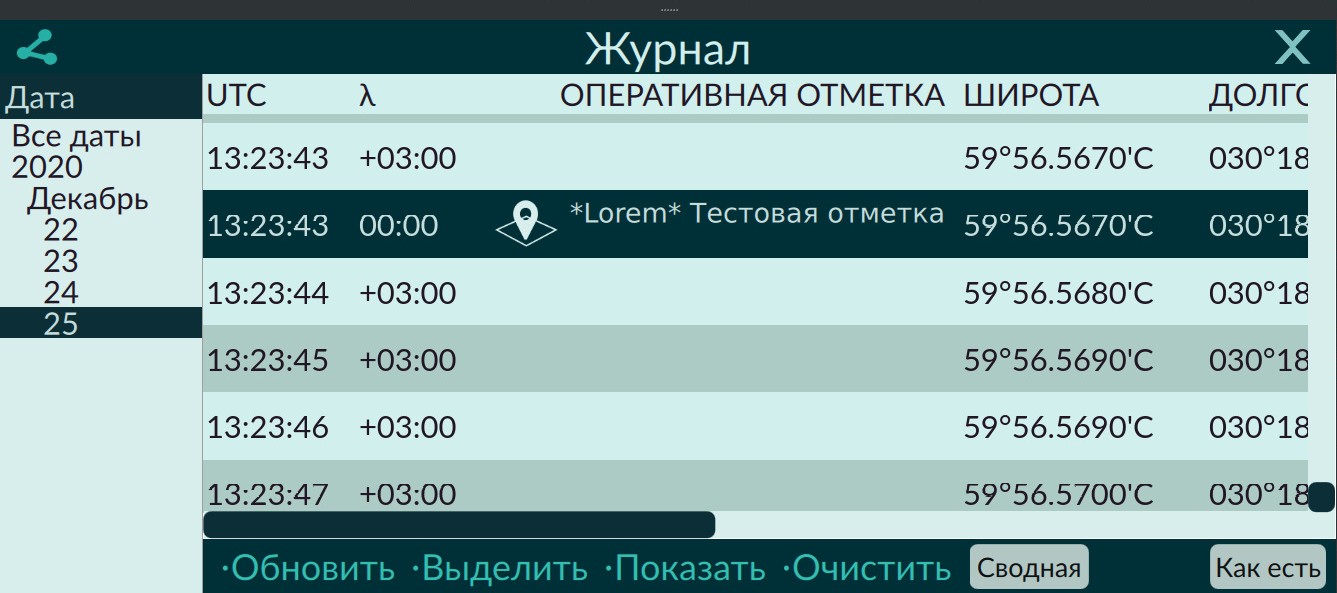 Журнал
Дата
UTC λ ОПЕРАТИВНАЯ ОТМЕТКА ШИРОТА ДОЛГО
Все даты
2020
Декабрь
22
23
24
25
13:23:43 +03:00 59°56.5670'С 030°18
13:23:43 00:00 *Lorem* Тестовая отметка 59°56.5670'С 030°18
13:23:44 +03:00 59°56.5680'С 030°18
13:23:45 +03:00 59°56.5690'С 030°18
13:23:46 +03:00 59°56.5690'С 030°18
13:23:47 +03:00 59°56.5700'С 030°18
·Обновить ·Выделить ·Показать ·Очистить Сводная Как есть